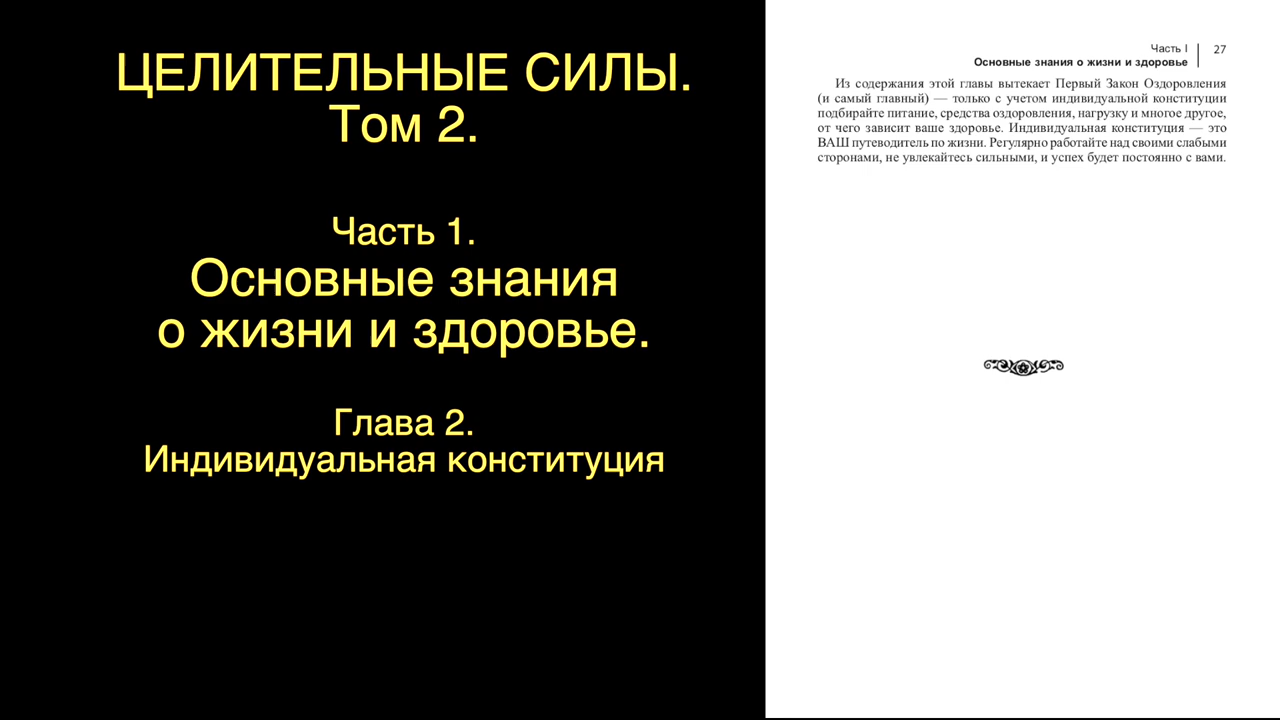 ЦЕЛИТЕЛЬНЫЕ СИЛЫ.
Том 2.
Часть 1.
Основные знания
о жизни и здоровье.
Глава 2.
Индивидуальная конституция
Часть I
27
Основные знания о жизни и здоровье
Из содержания этой главы вытекает Первый Закон Оздоровления
(и самый главный) — только с учетом индивидуальной конституции
подбирайте питание, средства оздоровления, нагрузку и многое другое,
от чего зависит ваше здоровье. Индивидуальная конституция — это
ВАШ путеводитель по жизни. Регулярно работайте над своими слабыми
сторонами, не увлекайтесь сильными, и успех будет постоянно с вами.